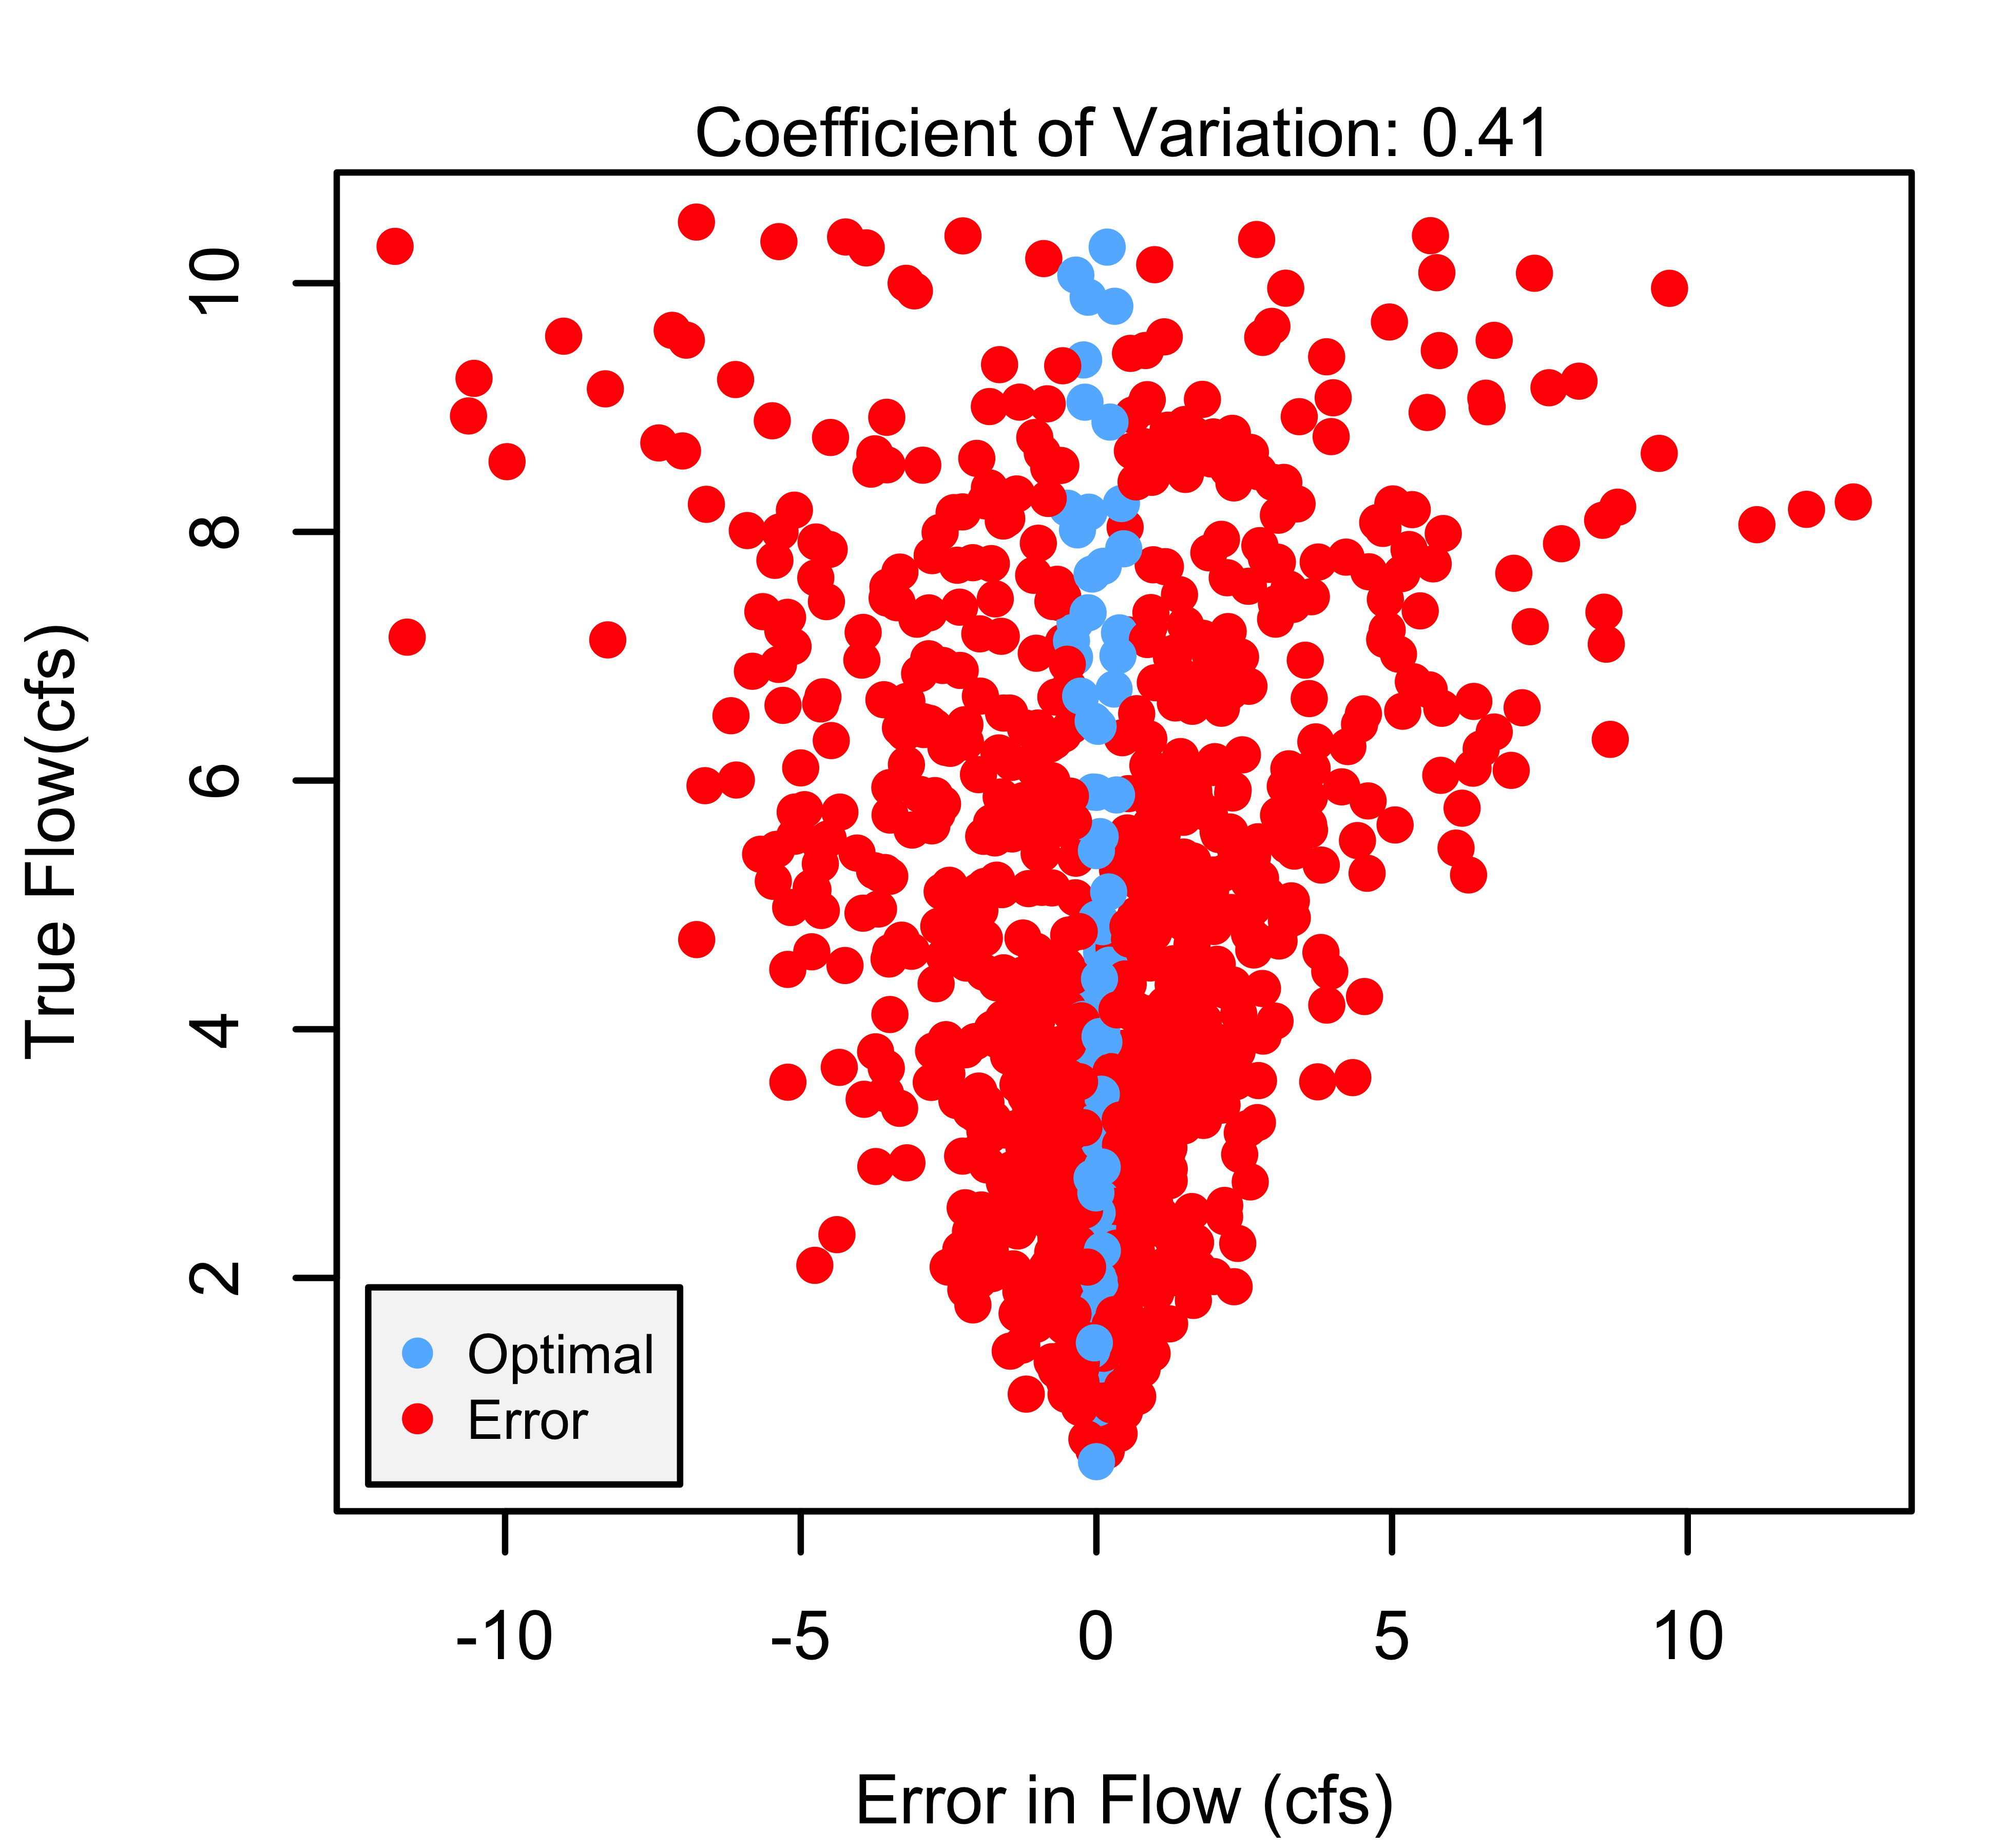 Coefficient of Variation: 0.41
True Flow(cfs)
10
8
6
4
2
Optimal
Error
-10 -5 0 5 10
Error in Flow (cfs)